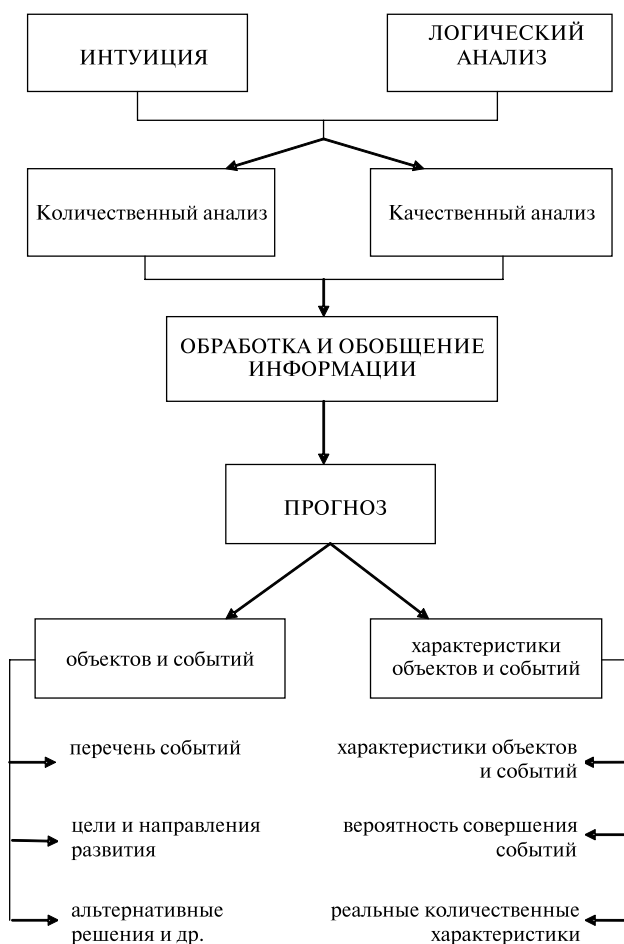 ИНТУИЦИЯ
ЛОГИЧЕСКИЙ
АНАЛИЗ
Количественный анализ
Качественный анализ
ОБРАБОТКА И ОБОБЩЕНИЕ
ИНФОРМАЦИИ
ПРОГНОЗ
объектов и событий
характеристики
объектов и событий
перечень событий
цели и направления
развития
альтернативные
решения и др.
характеристики объектов
и событий
вероятность совершения
событий
реальные количественные
характеристики